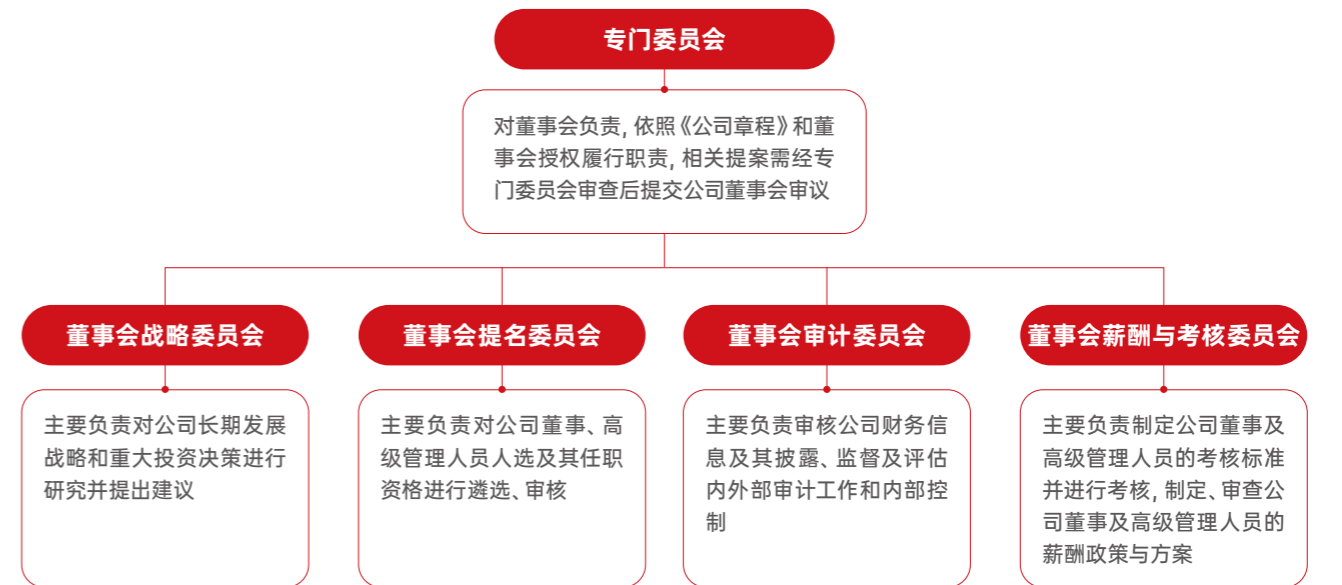 专门委员会
对董事会负责, 依照《公司章程》和董
事会授权履行职责, 相关提案需经专
门委员会审查后提交公司董事会审议
董事会战略委员会
主要负责对公司长期发展
战略和重大投资决策进行
研究并提出建议
董事会提名委员会
主要负责对公司董事、高
级管理人员人选及其任职
资格进行遴选、审核
董事会审计委员会
主要负责审核公司财务信
息及其披露、监督及评估
内外部审计工作和内部控
制
董事会薪酬与考核委员会
主要负责制定公司董事及
高级管理人员的考核标准
并进行考核, 制定、审查公
司董事及高级管理人员的
薪酬政策与方案